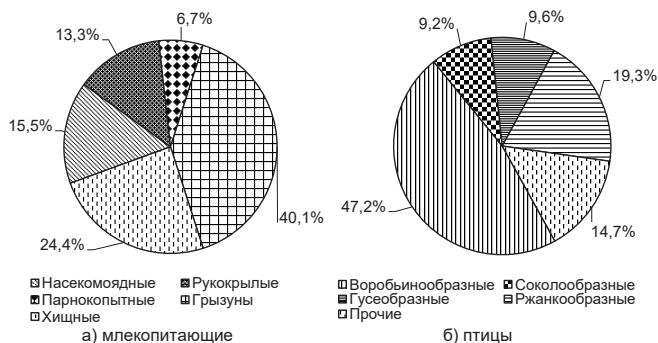 6,7%
13,3%
15,5%
24,4%
40,1%
9,2%
9,6%
19,3%
47,2%
14,7%
Насекомоядные Рукокрылые
Парнокопытные Грызуны
Хищные
а) млекопитающие
Воробьинообразные Соколообразные
Гусеобразные Ржанкообразные
Прочие
б) птицы